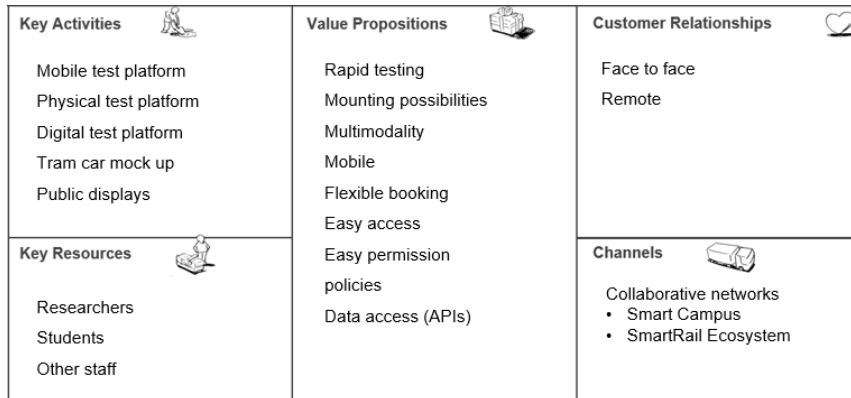 Key Activities
Mobile test platform
Physical test platform
Digital test platform
Tram car mock up
Public displays
Key Resources
Researchers
Students
Other staff
Value Propositions
Rapid testing
Mounting possibilities
Multimodality
Mobile
Flexible booking
Easy access
Easy permission
policies
Data access (APIs)
Customer Relationships
Face to face
Remote
Channels
Collaborative networks
• Smart Campus
• SmartRail Ecosystem